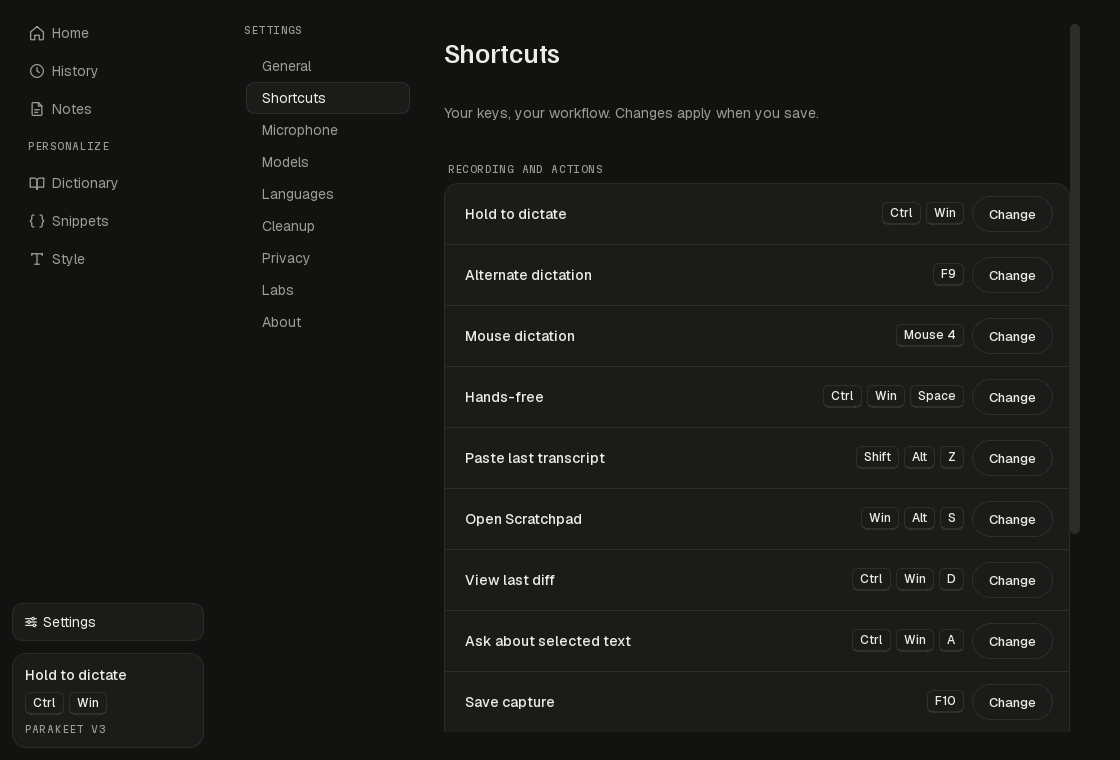 Home
History
Notes
PERSONALIZE
Dictionary
Snippets
Style
Settings
Hold to dictate
Ctrl Win
PARAKEET V3
SETTINGS
General
Shortcuts
Microphone
Models
Languages
Cleanup
Privacy
Labs
About
Shortcuts
Your keys, your workflow. Changes apply when you save.
RECORDING AND ACTIONS
Hold to dictate Ctrl Win Change
Alternate dictation F9 Change
Mouse dictation Mouse 4 Change
Hands-free Ctrl Win Space Change
Paste last transcript Shift Alt Z Change
Open Scratchpad Win Alt S Change
View last diff Ctrl Win D Change
Ask about selected text Ctrl Win A Change
Save capture F10 Change